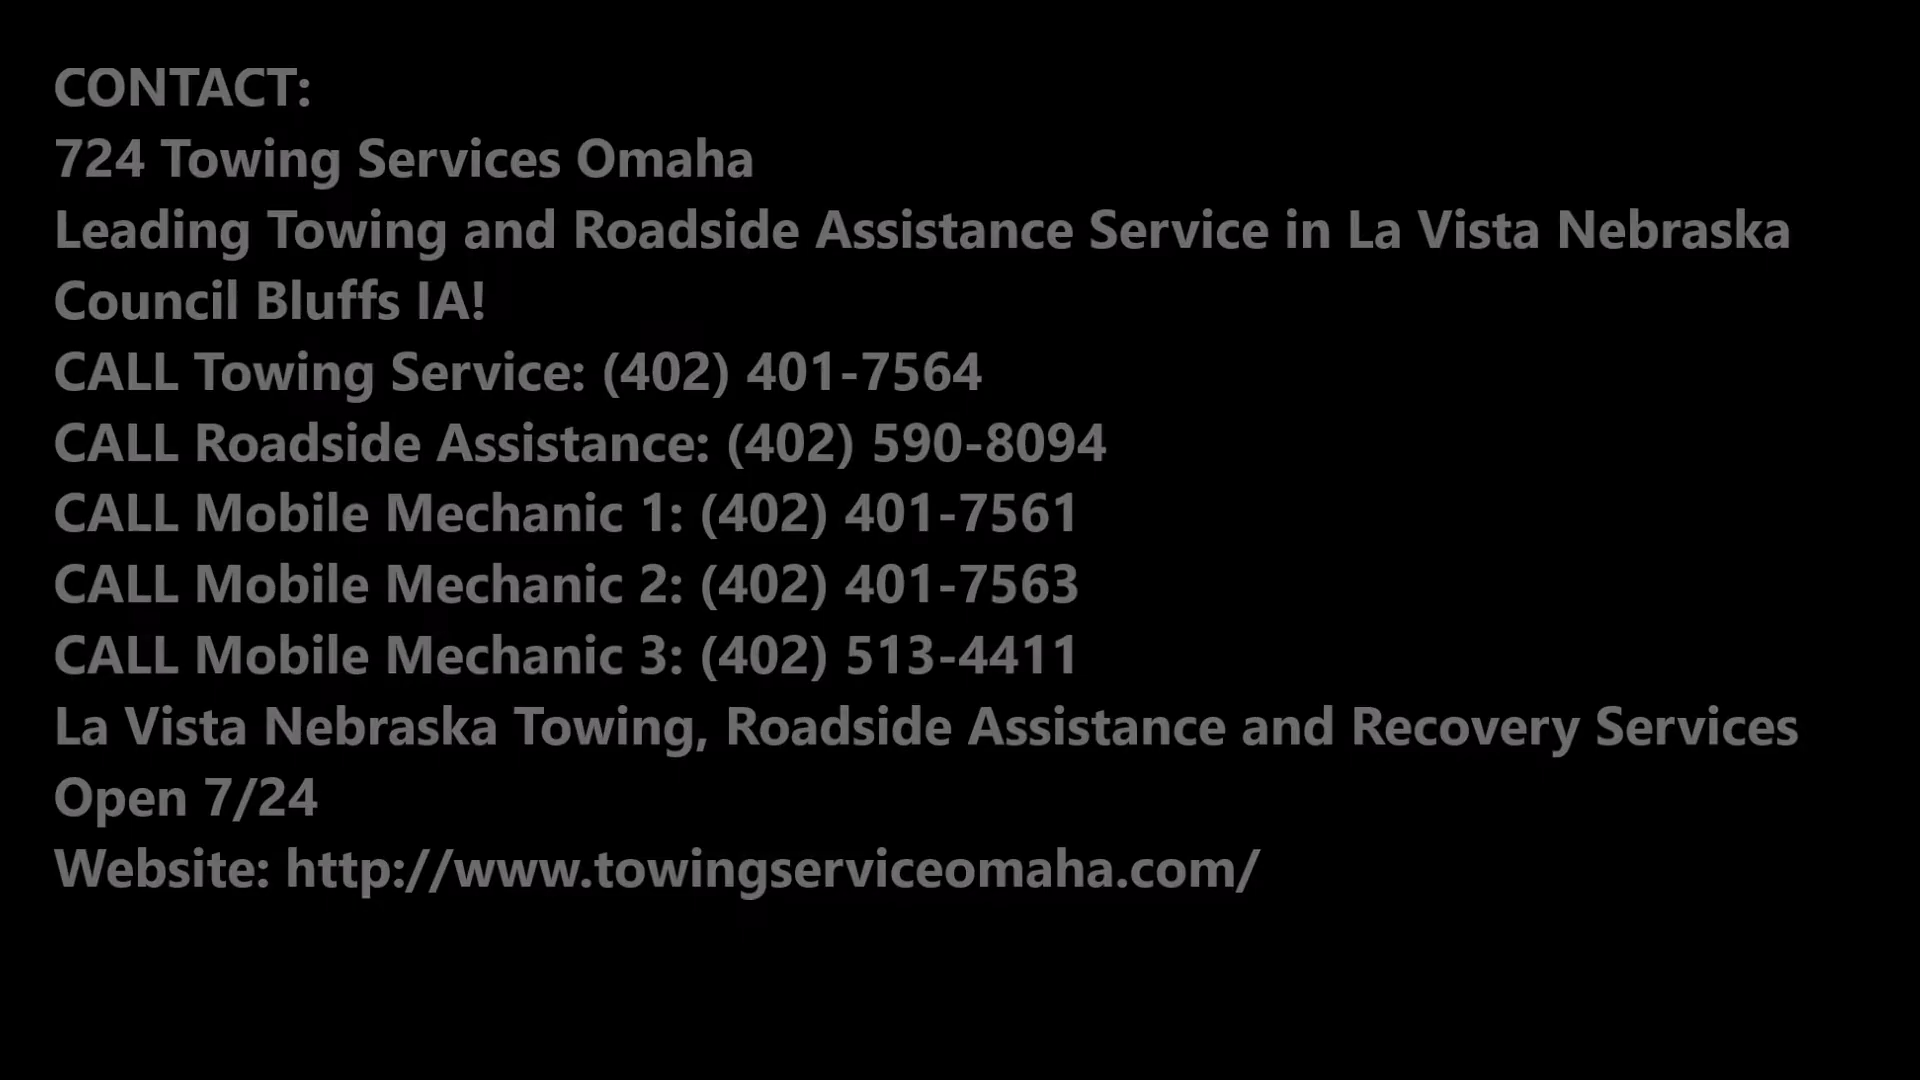 CONTACT:
724 Towing Services Omaha
Leading Towing and Roadside Assistance Service in La Vista Nebraska
Council Bluffs IA!
CALL Towing Service: (402) 401-7564
CALL Roadside Assistance: (402) 590-8094
CALL Mobile Mechanic 1: (402) 401-7561
CALL Mobile Mechanic 2: (402) 401-7563
CALL Mobile Mechanic 3: (402) 513-4411
La Vista Nebraska Towing, Roadside Assistance and Recovery Services
Open 7/24
Website: http://www.towingserviceomaha.com/